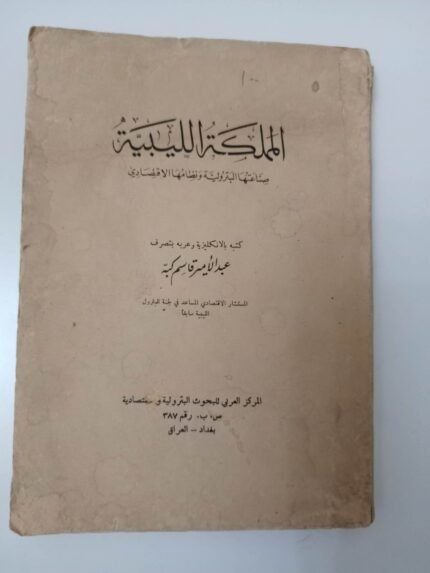 ١٠٠
المملكة الليبية
صناعتها البترولية ونظامها الاقتصادي
كتبه بالانكليزية وعربه بتصرف
عبد الأمير قاسم كبة
المستشار الاقتصادي المساعد في لجنة البترول
الليبية سابقاً
المركز العربي للبحوث البترولية و
ص. ب. رقم ٣٨٧
بغداد - العراق